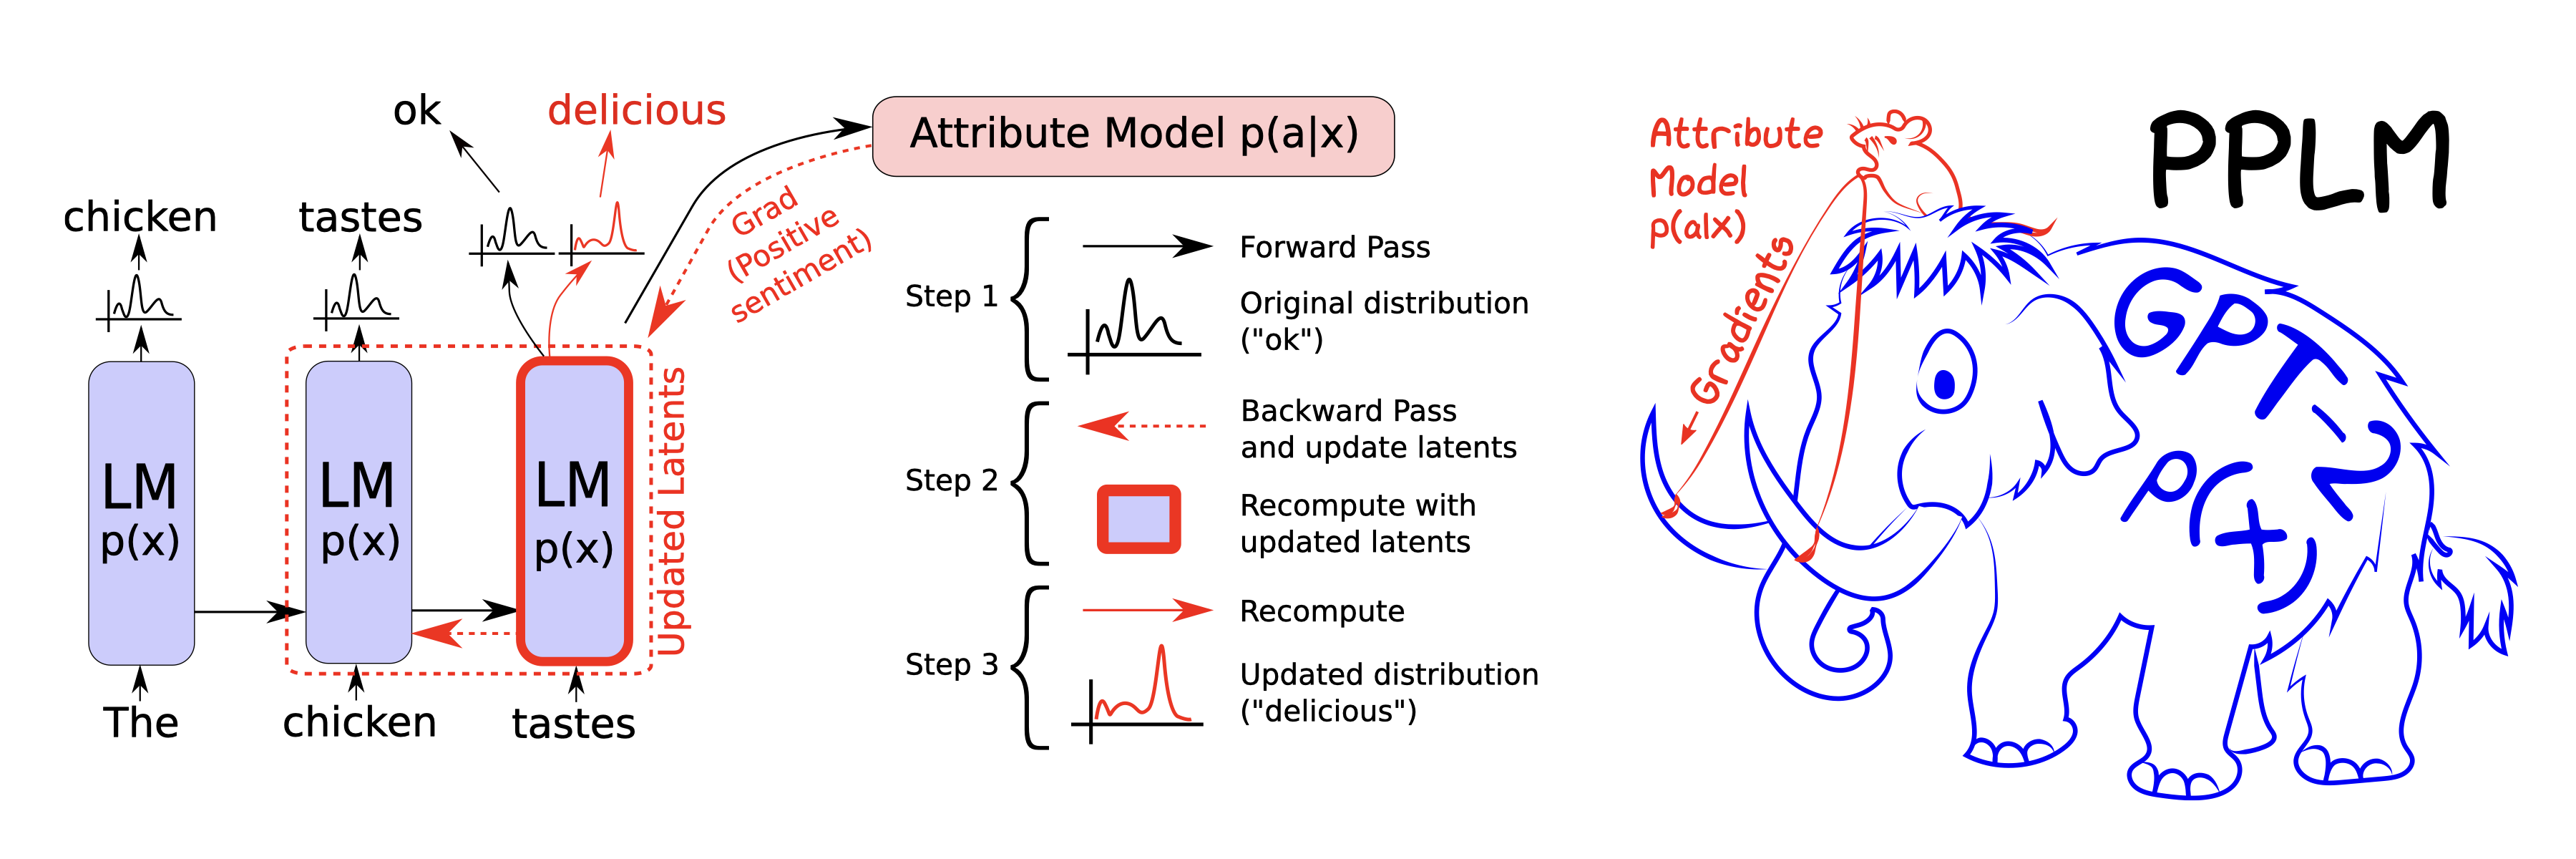 ok
delicious
chicken
tastes
Attribute Model p(a|x)
Grad
(Positive
sentiment)
LM
p(x)
LM
p(x)
LM
p(x)
Updated Latents
The
chicken
tastes
Step 1
Forward Pass
Original distribution
("ok")
Step 2
Backward Pass
and update latents
Recompute with
updated latents
Step 3
Recompute
Updated distribution
("delicious")
Attribute
Model
p(a|x)
Gradients
PPLM
GPT-2
p(x)